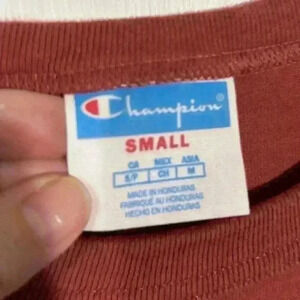 Champion
SMALL
CA MEX ASIA
S/P CH M
MADE IN HONDURAS
FABRIQUÉ AU HONDURAS
HECHO EN HONDURAS